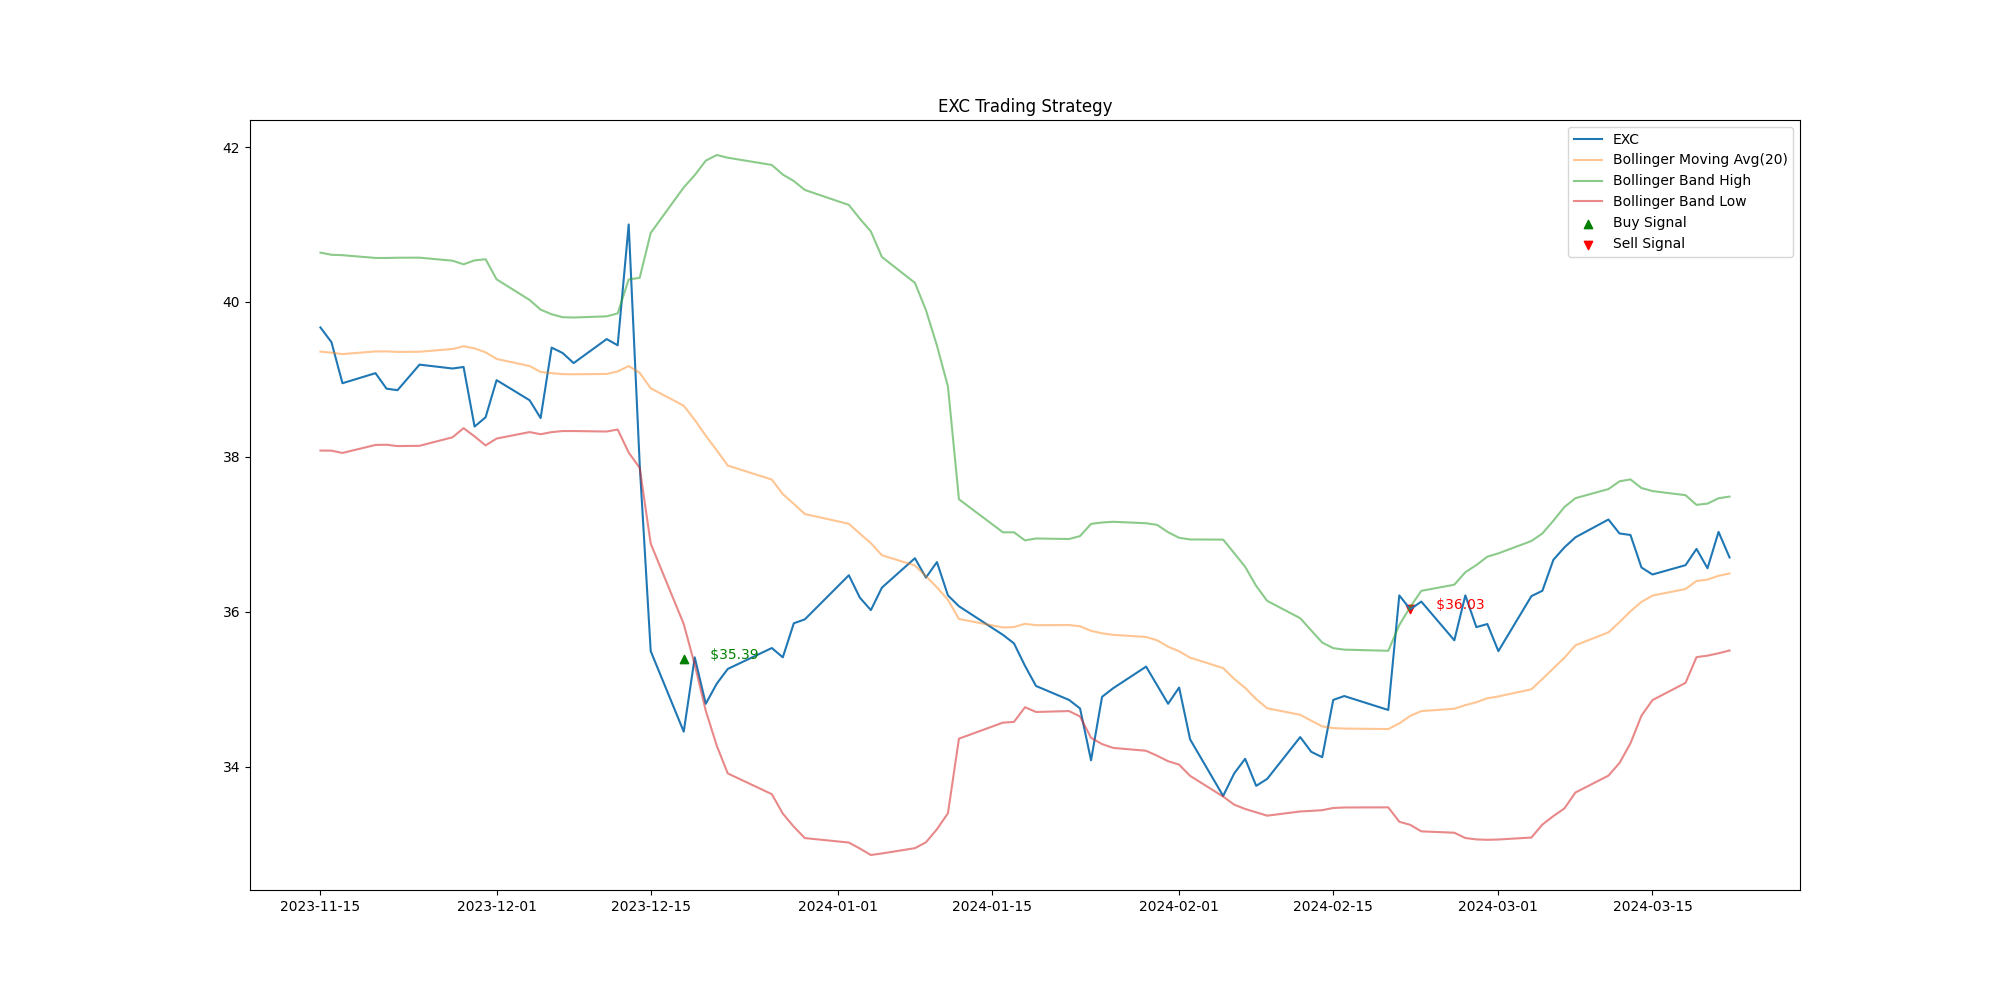 EXC Trading Strategy
EXC
Bollinger Moving Avg(20)
Bollinger Band High
Bollinger Band Low
Buy Signal
Sell Signal
42
40
38
36
34
$35.39
$36.03
2023-11-15
2023-12-01
2023-12-15
2024-01-01
2024-01-15
2024-02-01
2024-02-15
2024-03-01
2024-03-15